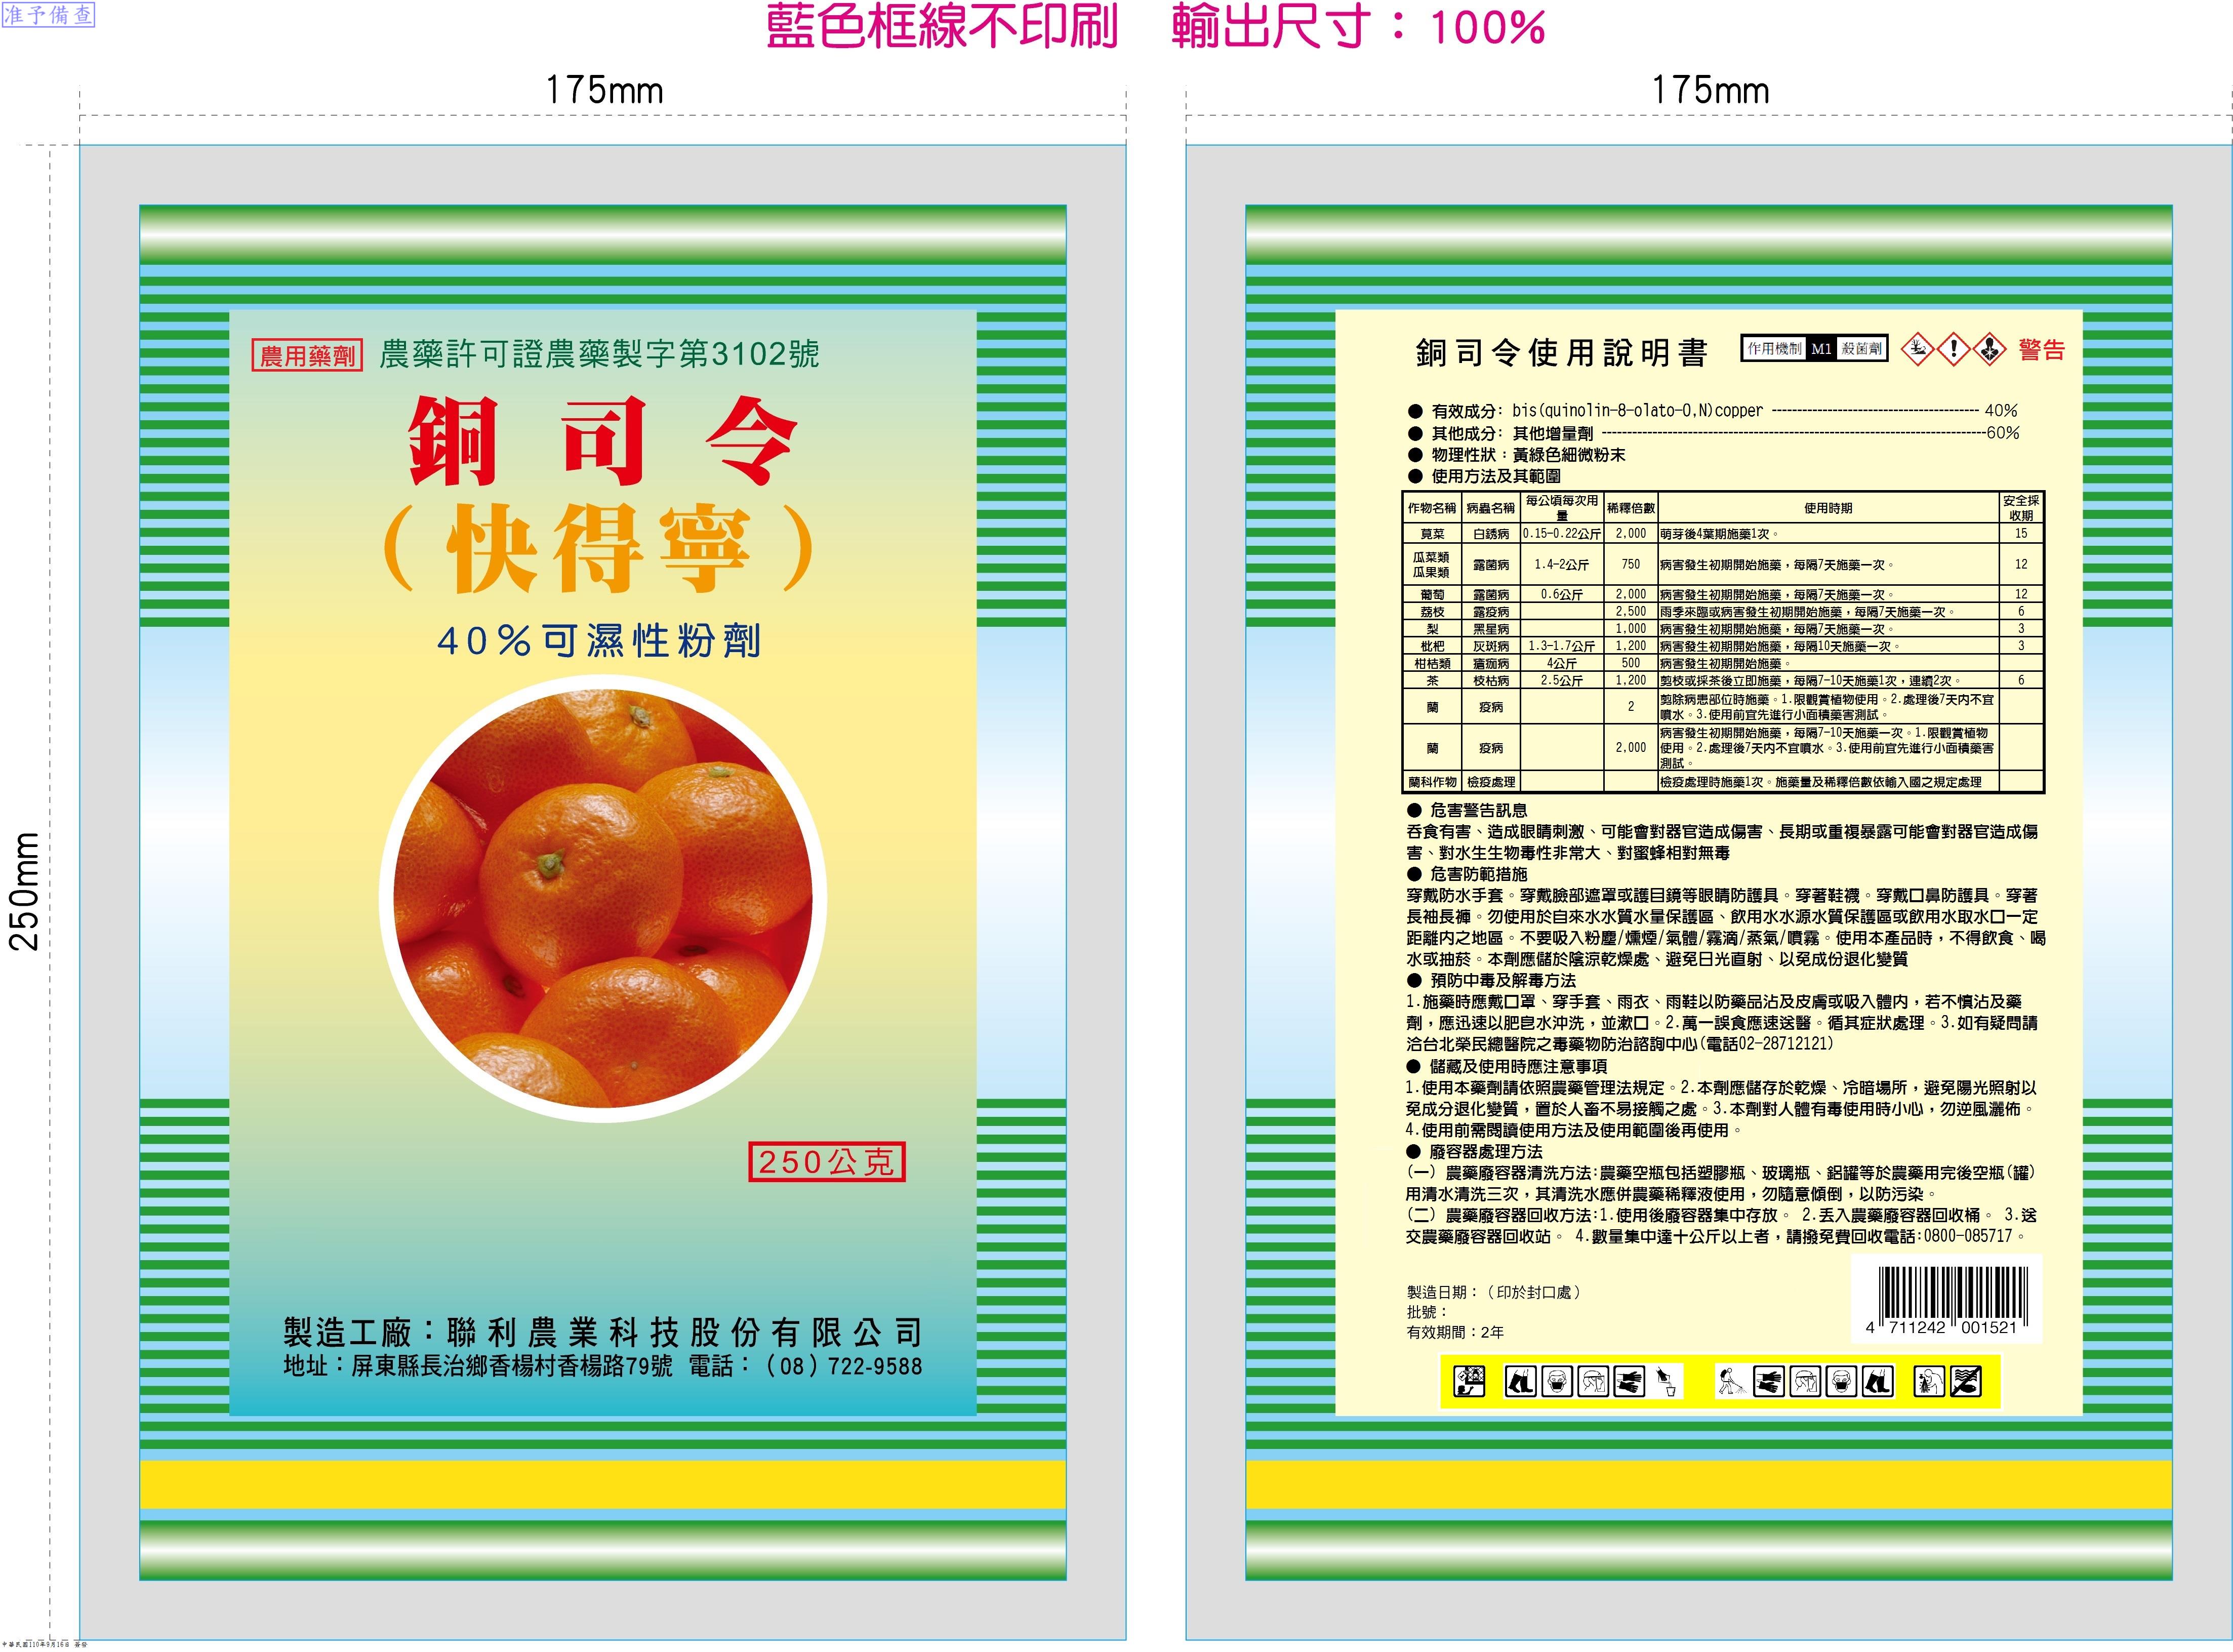 准予備查
藍色框線不印刷 輸出尺寸：100%
175mm
175mm
250mm
農用藥劑 農藥許可證農藥製字第3102號
銅司令
（快得寧）
40%可濕性粉劑
250公克
製造工廠：聯利農業科技股份有限公司
地址：屏東縣長治鄉香楊村香楊路79號 電話：（08）722-9588
銅司令使用說明書 作用機制 M1 殺菌劑 警告
● 有效成分: bis(quinolin-8-olato-O,N)copper ---------------------------------------- 40%
● 其他成分: 其他增量劑 --------------------------------------------------------------------------60%
● 物理性狀：黃綠色細微粉末
● 使用方法及其範圍
作物名稱 病蟲名稱 每公頃每次用量 稀釋倍數 使用時期 安全採收期
莧菜 白銹病 0.15-0.22公斤 2,000 萌芽後4葉期施藥1次。 15
瓜菜類
瓜果類 露菌病 1.4-2公斤 750 病害發生初期開始施藥，每隔7天施藥一次。 12
葡萄 露菌病 0.6公斤 2,000 病害發生初期開始施藥，每隔7天施藥一次。 12
荔枝 露疫病 2,500 雨季來臨或病害發生初期開始施藥，每隔7天施藥一次。 6
梨 黑星病 1,000 病害發生初期開始施藥，每隔7天施藥一次。 3
枇杷 灰斑病 1.3-1.7公斤 1,200 病害發生初期開始施藥，每隔10天施藥一次。 3
柑桔類 瘡痂病 4公斤 500 病害發生初期開始施藥。
茶 枝枯病 2.5公斤 1,200 剪枝或採茶後立即施藥，每隔7-10天施藥1次，連續2次。 6
蘭 疫病 2 剪除病患部位時施藥。1.限觀賞植物使用。2.處理後7天內不宜
噴水。3.使用前宜先進行小面積藥害測試。
蘭 疫病 2,000 病害發生初期開始施藥，每隔7-10天施藥一次。1.限觀賞植物
使用。2.處理後7天內不宜噴水。3.使用前宜先進行小面積藥害
測試。
蘭科作物 檢疫處理 檢疫處理時施藥1次。施藥量及稀釋倍數依輸入國之規定處理
● 危害警告訊息
吞食有害、造成眼睛刺激、可能會對器官造成傷害、長期或重複暴露可能會對器官造成傷
害、對水生生物毒性非常大、對蜜蜂相對無毒
● 危害防範措施
穿戴防水手套。穿戴臉部遮罩或護目鏡等眼睛防護具。穿著鞋襪。穿戴口鼻防護具。穿著
長袖長褲。勿使用於自來水水質水量保護區、飲用水水源水質保護區或飲用水取水口一定
距離內之地區。不要吸入粉塵/燻煙/氣體/霧滴/蒸氣/噴霧。使用本產品時，不得飲食、喝
水或抽菸。本劑應儲於陰涼乾燥處、避免日光直射、以免成份退化變質
● 預防中毒及解毒方法
1.施藥時應戴口罩、穿手套、雨衣、雨鞋以防藥品沾及皮膚或吸入體內，若不慎沾及藥
劑，應迅速以肥皂水沖洗，並漱口。2.萬一誤食應速送醫。循其症狀處理。3.如有疑問請
洽台北榮民總醫院之毒藥物防治諮詢中心(電話02-28712121)
● 儲藏及使用時應注意事項
1.使用本藥劑請依照農藥管理法規定。2.本劑應儲存於乾燥、冷暗場所，避免陽光照射以
免成分退化變質，置於人畜不易接觸之處。3.本劑對人體有毒使用時小心，勿逆風灑佈。
4.使用前需閱讀使用方法及使用範圍後再使用。
● 廢容器處理方法
(一) 農藥廢容器清洗方法:農藥空瓶包括塑膠瓶、玻璃瓶、鋁罐等於農藥用完後空瓶(罐)
用清水清洗三次，其清洗水應併農藥稀釋液使用，勿隨意傾倒，以防污染。
(二) 農藥廢容器回收方法:1.使用後廢容器集中存放。 2.丟入農藥廢容器回收桶。 3.送
交農藥廢容器回收站。 4.數量集中達十公斤以上者，請撥免費回收電話:0800-085717。
製造日期：（印於封口處）
批號：
有效期間：2年
4 711242 001521
中華民國110年9月16日 簽發